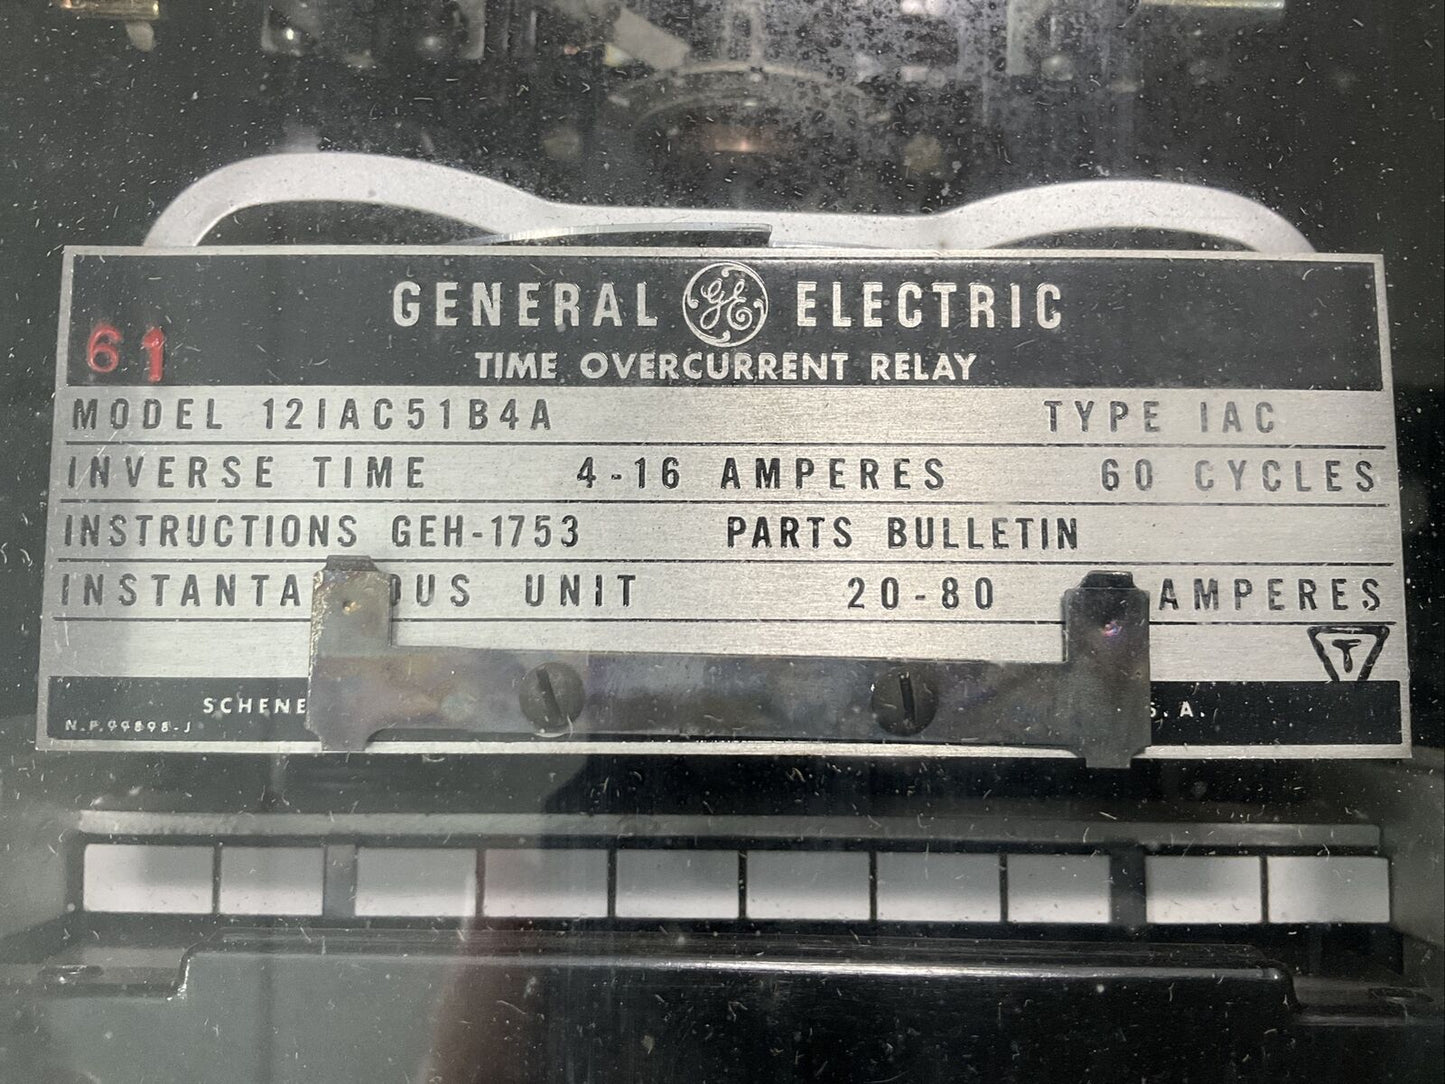 GENERAL GE ELECTRIC
61
TIME OVERCURRENT RELAY
MODEL 12IAC51B4A TYPE IAC
INVERSE TIME 4-16 AMPERES 60 CYCLES
INSTRUCTIONS GEH-1753 PARTS BULLETIN
INSTANTA OUS UNIT 20-80 AMPERES
T
SCHENE S.A.
N.P.99898-J